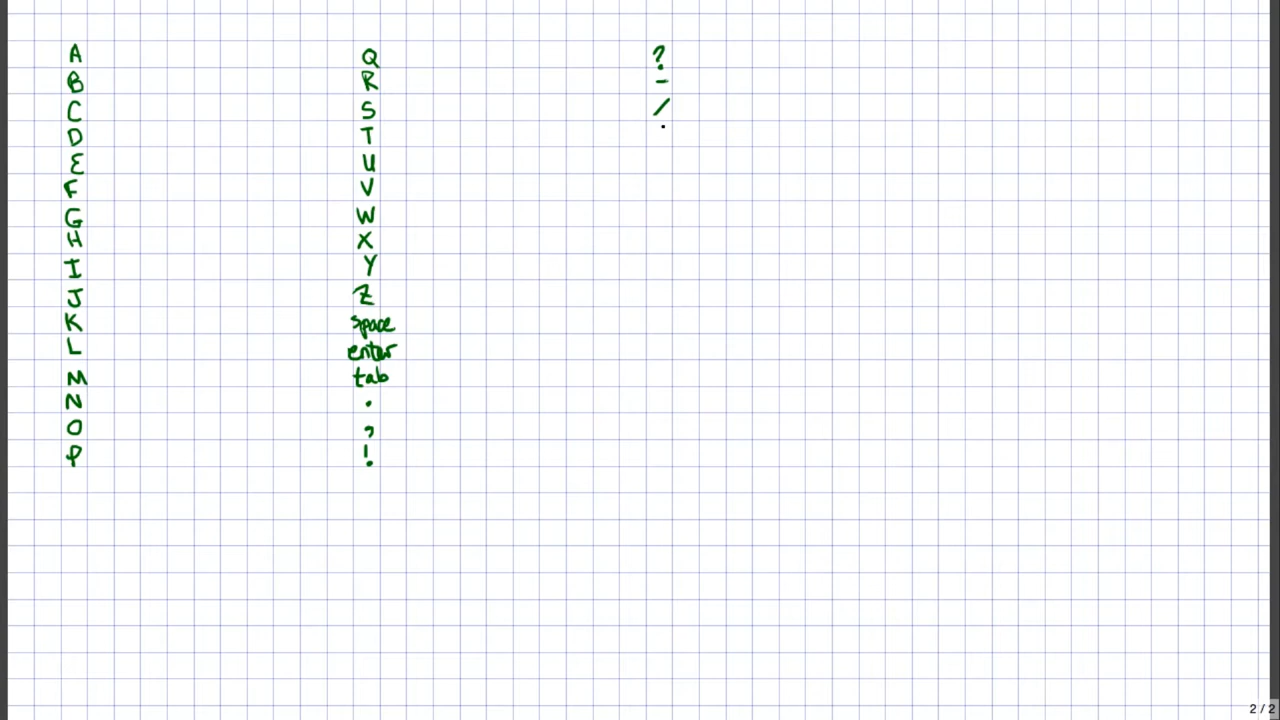 A
B
C
D
E
F
G
H
I
J
K
L
M
N
O
P
Q
R
S
T
U
V
W
X
Y
Z
space
enter
tab
.
,
!
?
-
/
2 / 2